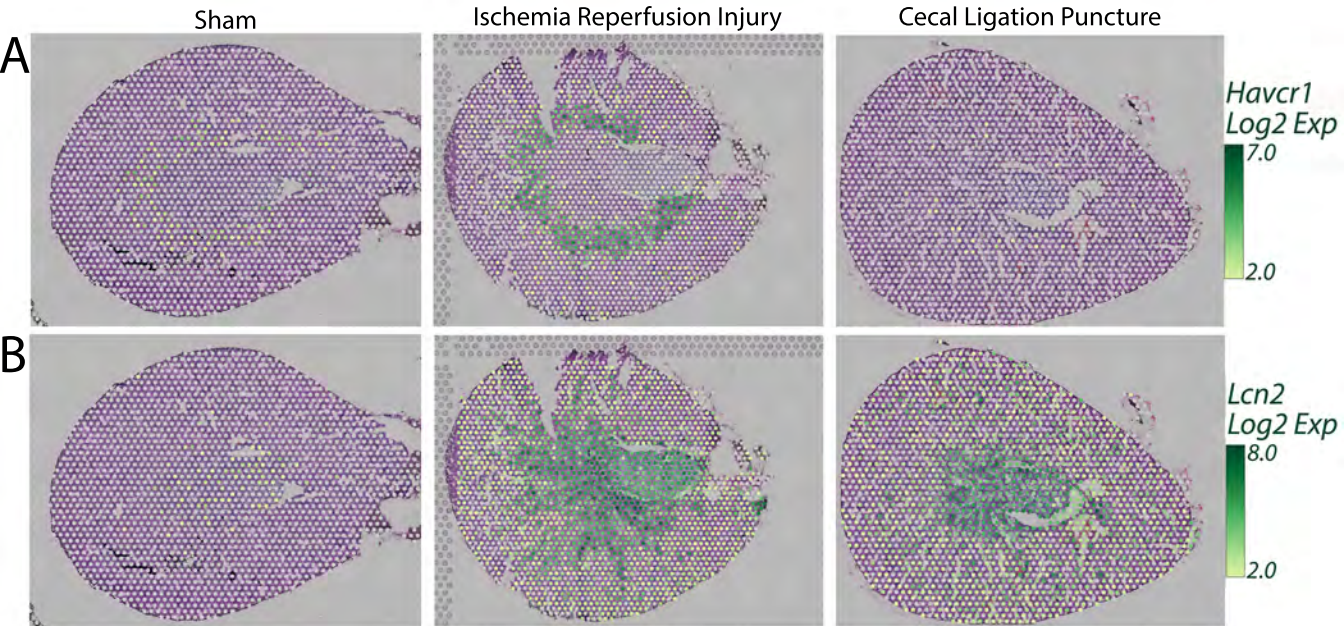 Sham
Ischemia Reperfusion Injury
Cecal Ligation Puncture
A
Havcr1
Log2 Exp
7.0
2.0
B
Lcn2
Log2 Exp
8.0
2.0